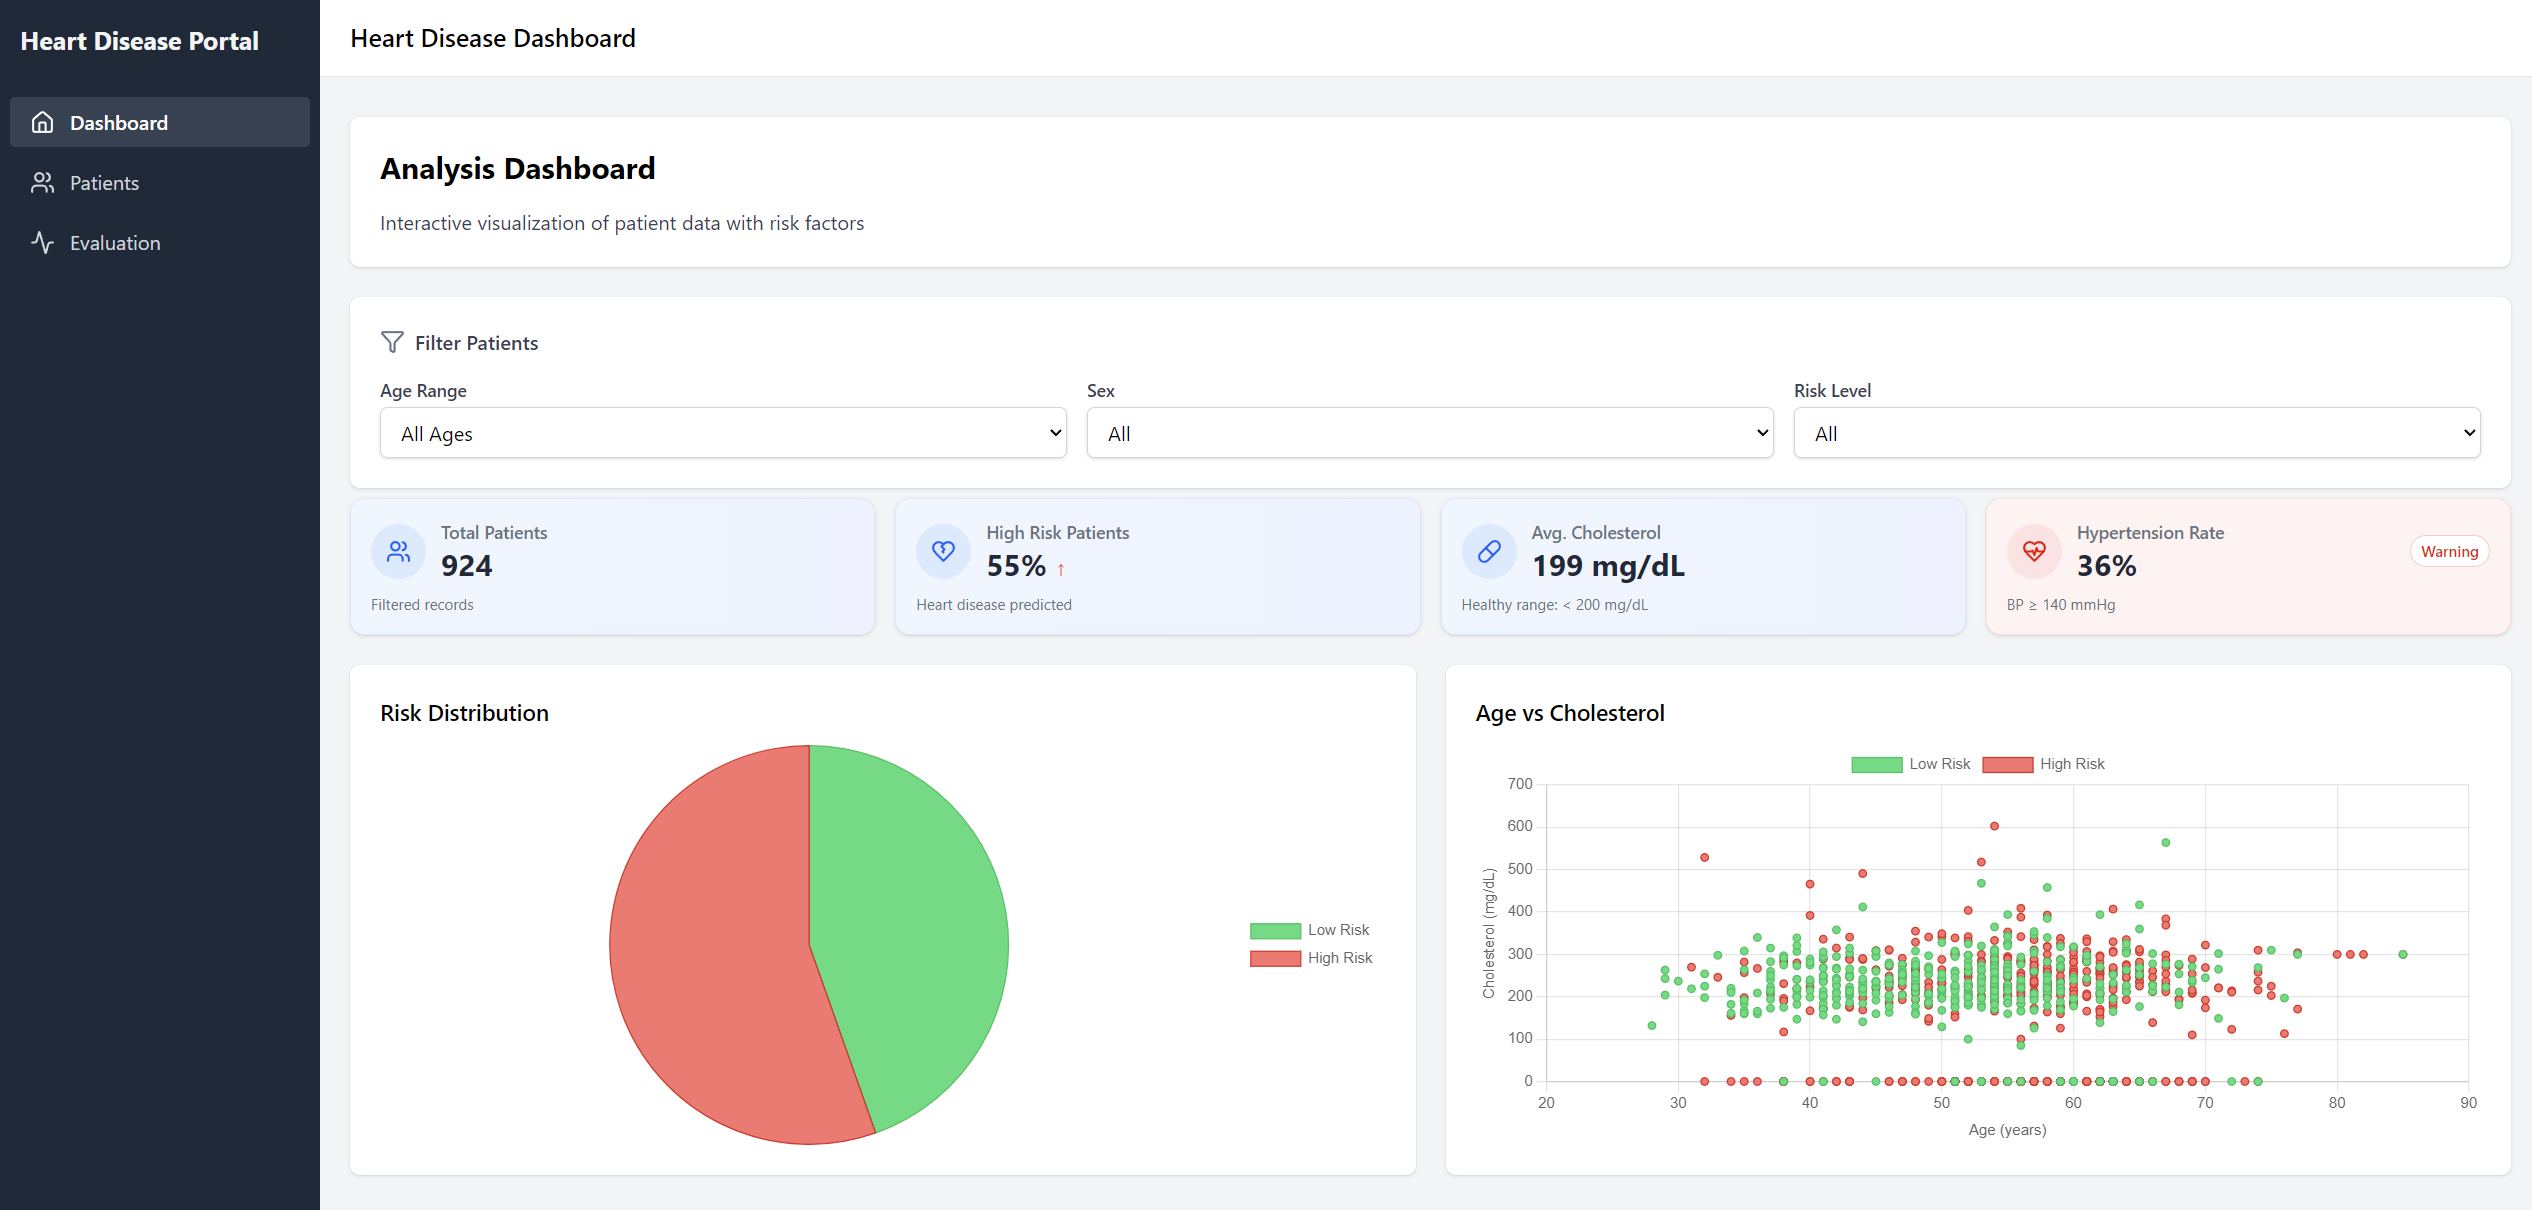 Heart Disease Portal
Dashboard
Patients
Evaluation
Heart Disease Dashboard
Analysis Dashboard
Interactive visualization of patient data with risk factors
Filter Patients
Age Range
All Ages
Sex
All
Risk Level
All
Total Patients
924
Filtered records
High Risk Patients
55% ↑
Heart disease predicted
Avg. Cholesterol
199 mg/dL
Healthy range: < 200 mg/dL
Hypertension Rate
36%
Warning
BP ≥ 140 mmHg
Risk Distribution
Low Risk
High Risk
Age vs Cholesterol
Low Risk High Risk
Cholesterol (mg/dL)
700
600
500
400
300
200
100
0
20 30 40 50 60 70 80 90
Age (years)